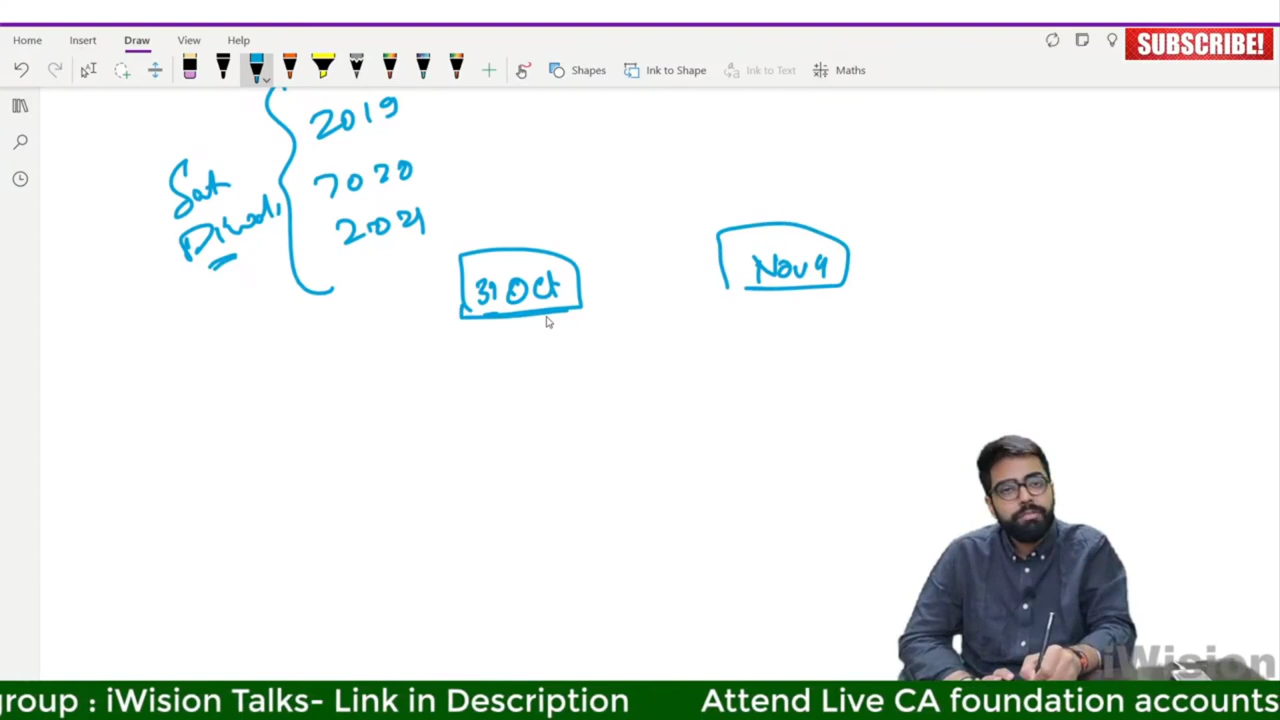 Home Insert Draw View Help
SUBSCRIBE!
Shapes Ink to Shape Ink to Text Maths
2019
2020
2021
Sat
Diwali
31 Oct
Nov 4
iWision
group : iWision Talks- Link in Description Attend Live CA foundation accounts